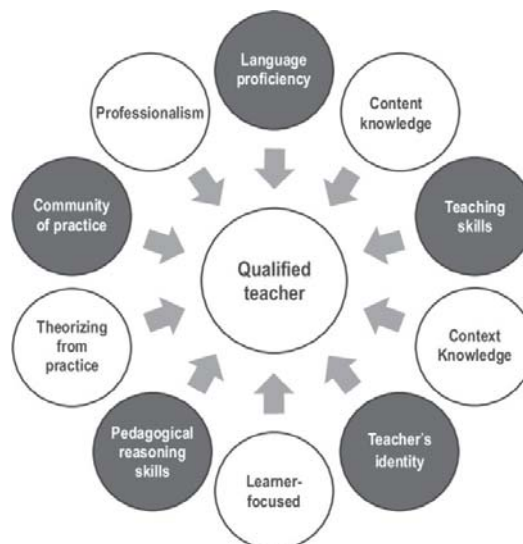 Language
proficiency
Content
knowledge
Teaching
skills
Context
Knowledge
Teacher's
identity
Learner-
focused
Pedagogical
reasoning
skills
Theorizing
from
practice
Community
of practice
Professionalism
Qualified
teacher